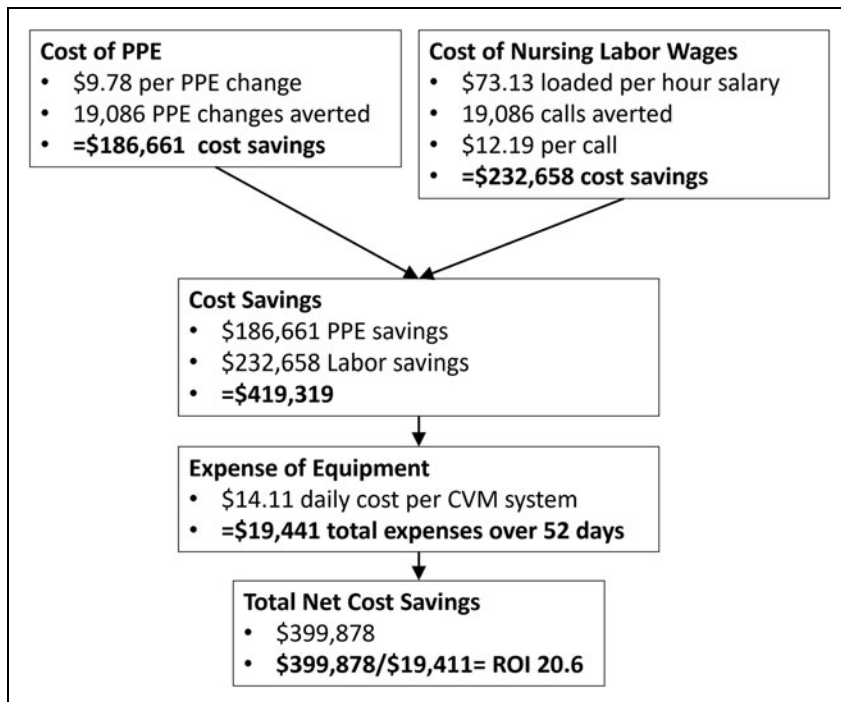 Cost of PPE
• $9.78 per PPE change
• 19,086 PPE changes averted
• =$186,661 cost savings
Cost of Nursing Labor Wages
• $73.13 loaded per hour salary
• 19,086 calls averted
• $12.19 per call
• =$232,658 cost savings
Cost Savings
• $186,661 PPE savings
• $232,658 Labor savings
• =$419,319
Expense of Equipment
• $14.11 daily cost per CVM system
• =$19,441 total expenses over 52 days
Total Net Cost Savings
• $399,878
• $399,878/$19,411= ROI 20.6